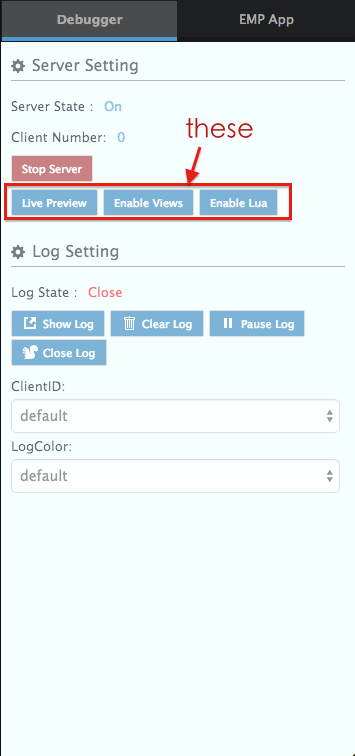 Debugger EMP App
Server Setting
Server State : On
Client Number: 0
these
Stop Server
Live Preview Enable Views Enable Lua
Log Setting
Log State : Close
Show Log Clear Log Pause Log
Close Log
ClientID:
default
LogColor:
default